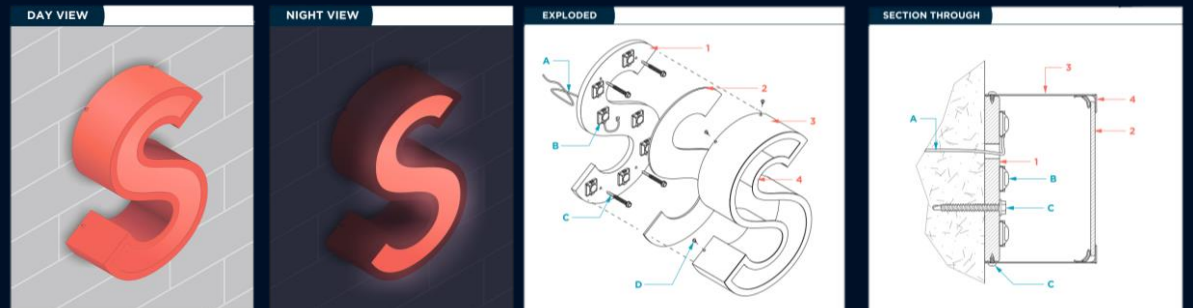 DAY VIEW
NIGHT VIEW
EXPLODED
A
1
2
3
B
4
C
D
SECTION THROUGH
3
4
A
2
1
B
C
C